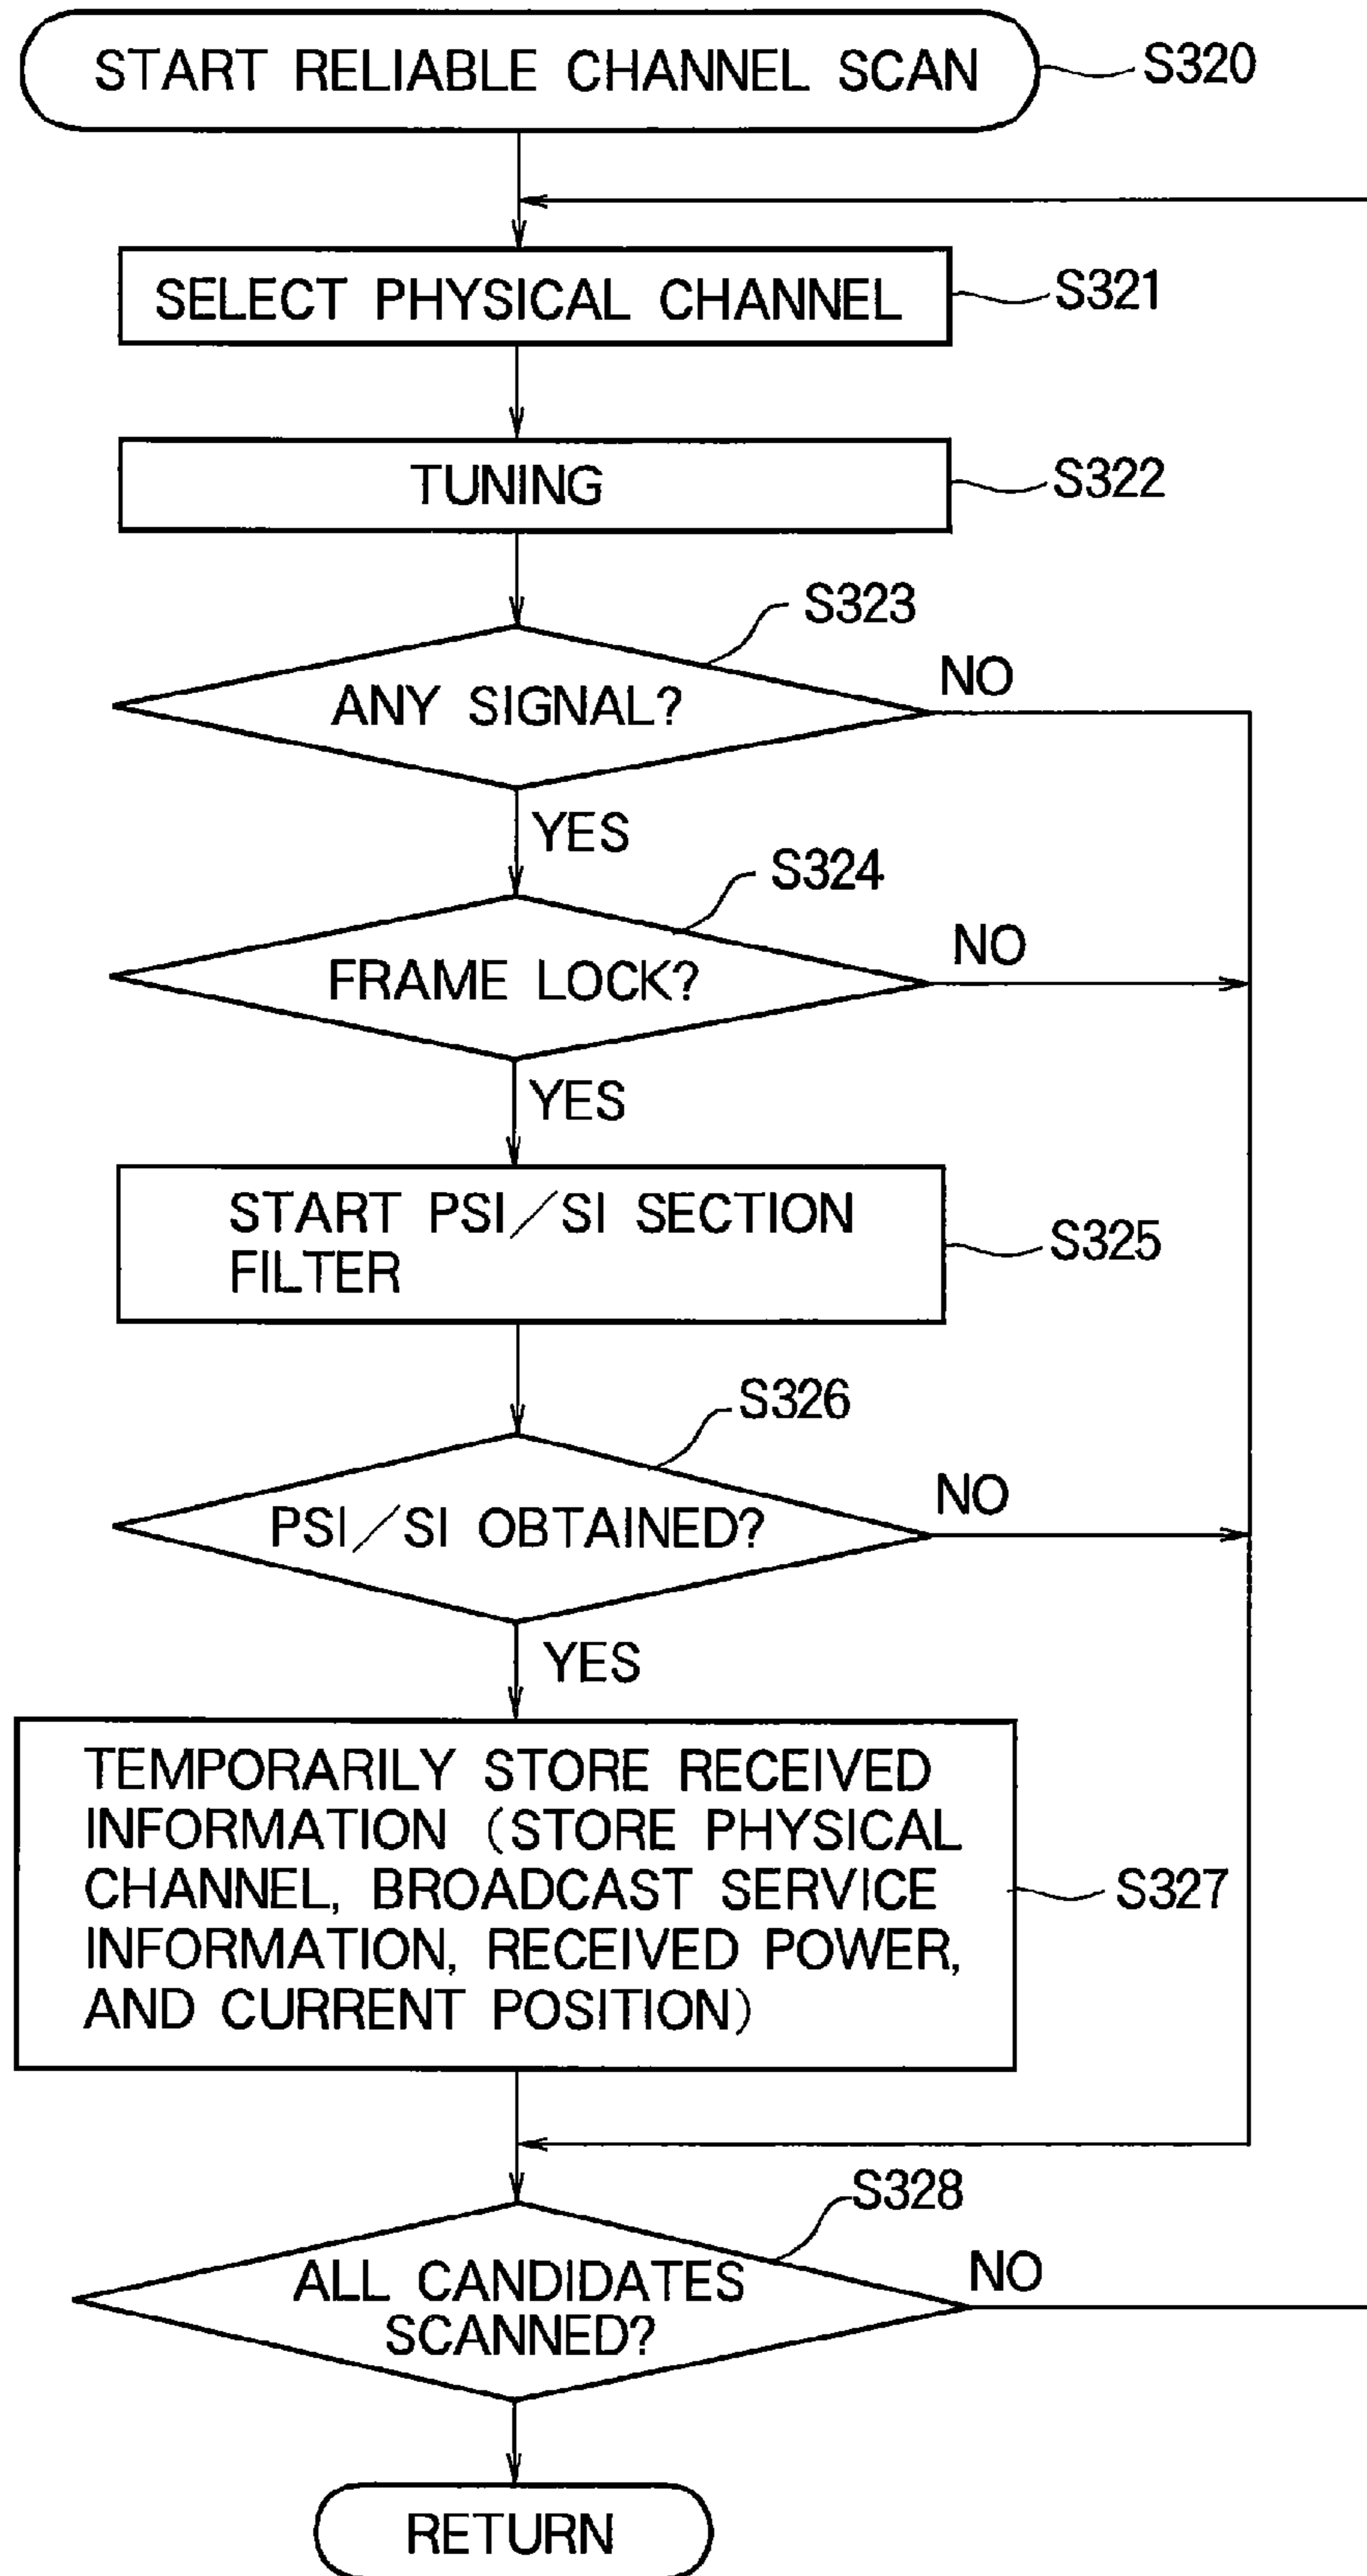 START RELIABLE CHANNEL SCAN
S320
SELECT PHYSICAL CHANNEL
S321
TUNING
S322
S323
ANY SIGNAL?
NO
YES
S324
FRAME LOCK?
NO
YES
START PSI/SI SECTION
FILTER
S325
S326
PSI/SI OBTAINED?
NO
YES
TEMPORARILY STORE RECEIVED
INFORMATION (STORE PHYSICAL
CHANNEL, BROADCAST SERVICE
INFORMATION, RECEIVED POWER,
AND CURRENT POSITION)
S327
S328
ALL CANDIDATES
SCANNED?
NO
RETURN